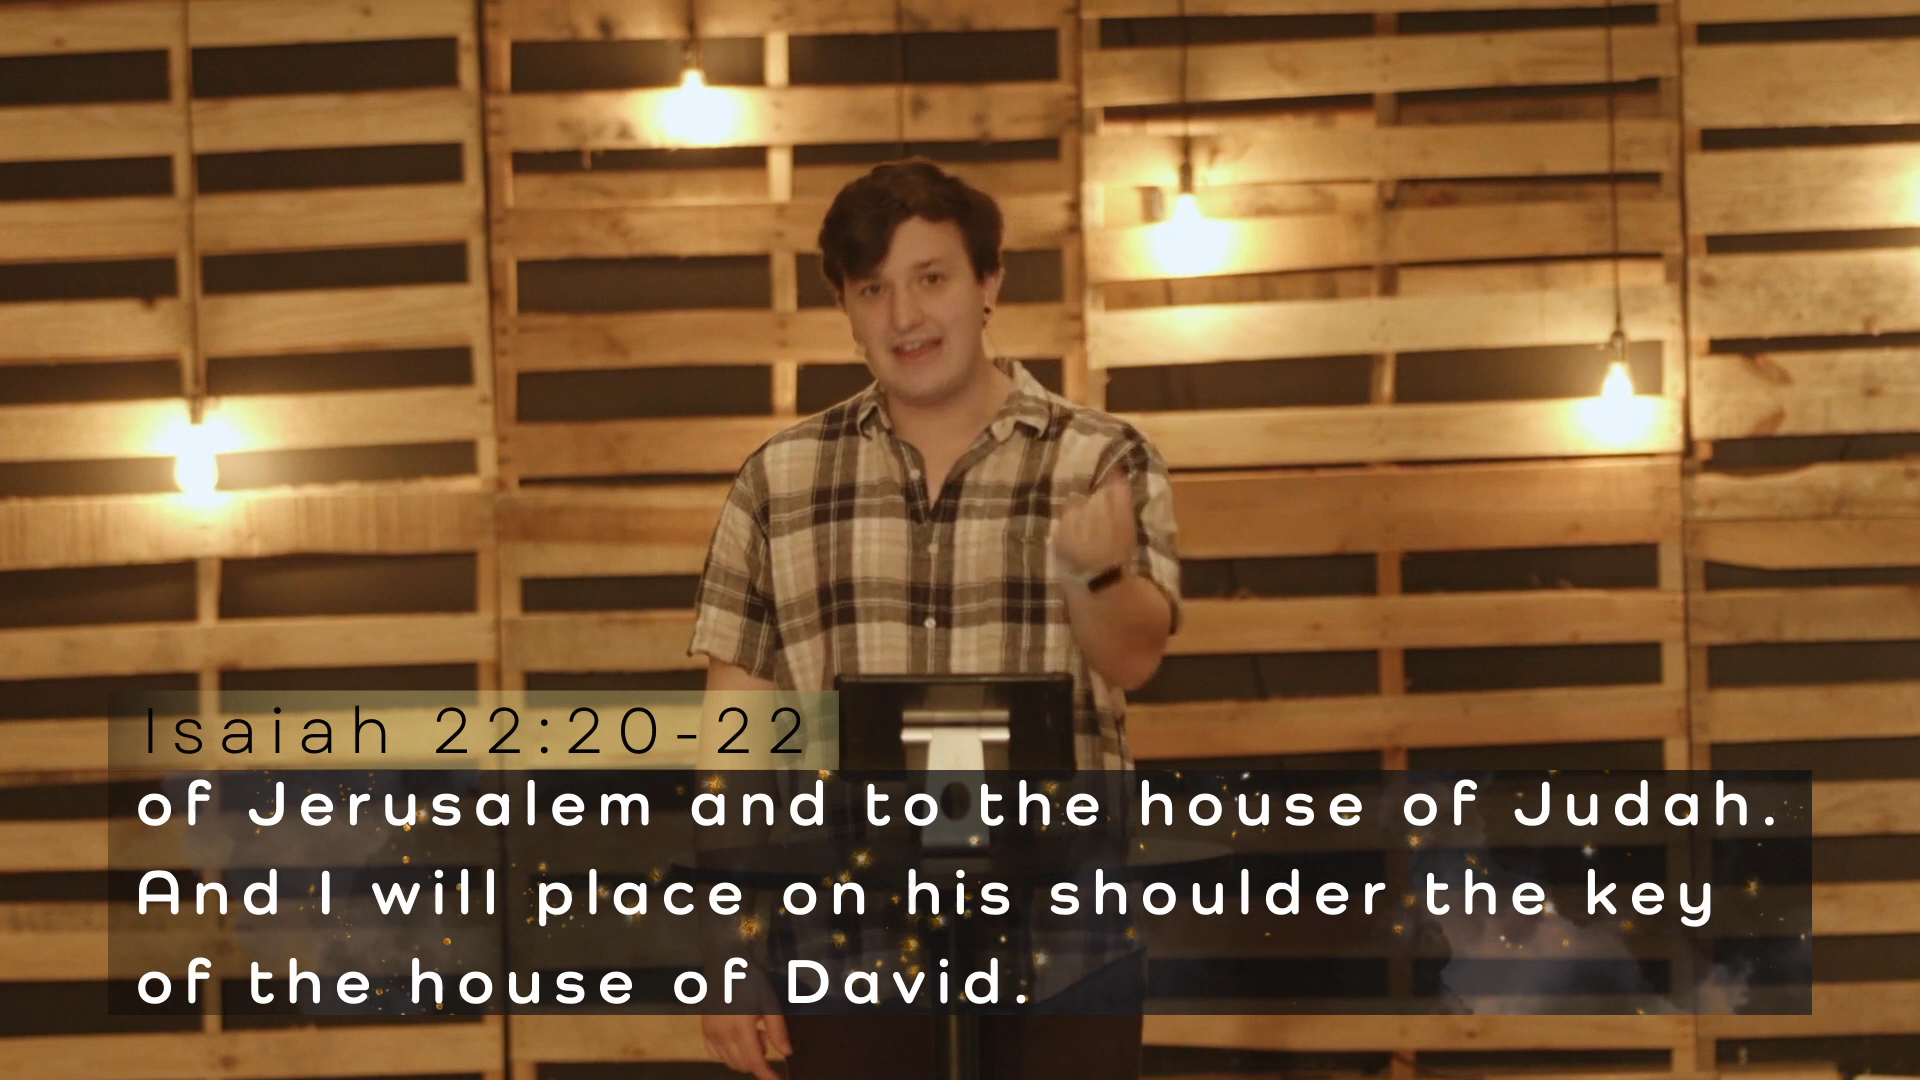 Isaiah 22:20-22
of Jerusalem and to the house of Judah.
And I will place on his shoulder the key
of the house of David.